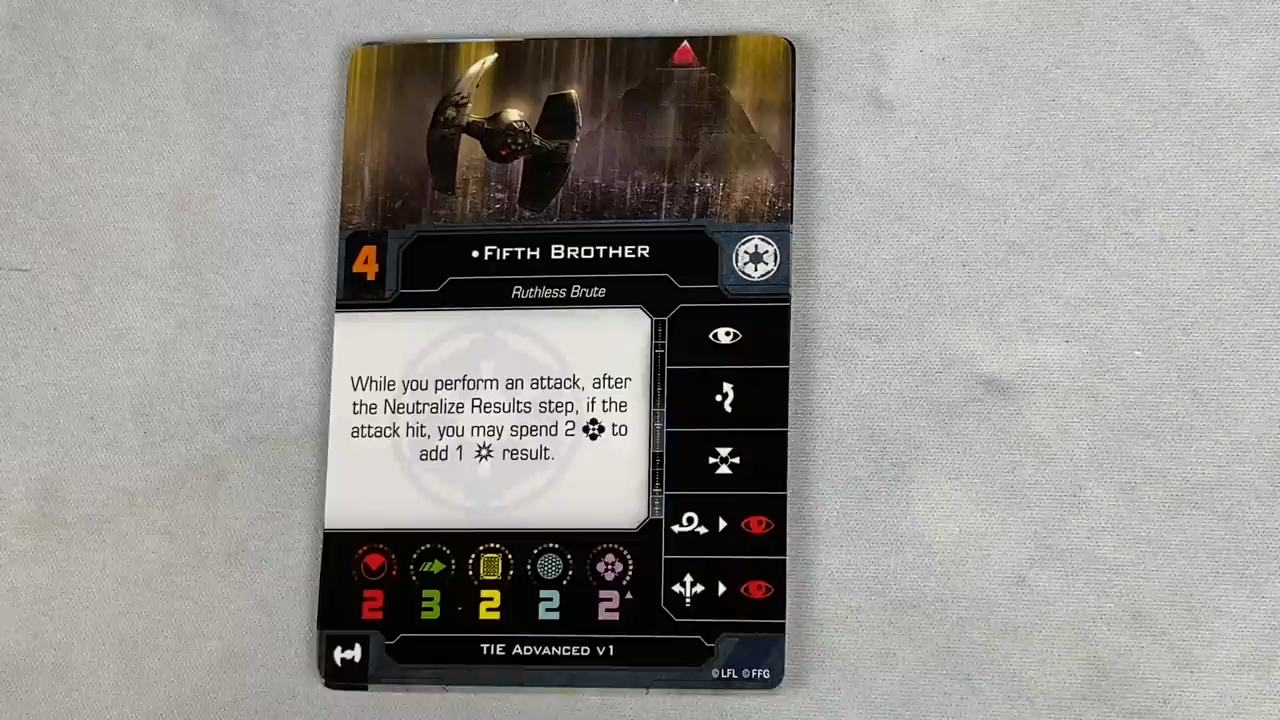 4
•Fifth Brother
Ruthless Brute
While you perform an attack, after
the Neutralize Results step, if the
attack hit, you may spend 2 to
add 1 result.
2 3 2 2 2
TIE Advanced v1
© LFL © FFG